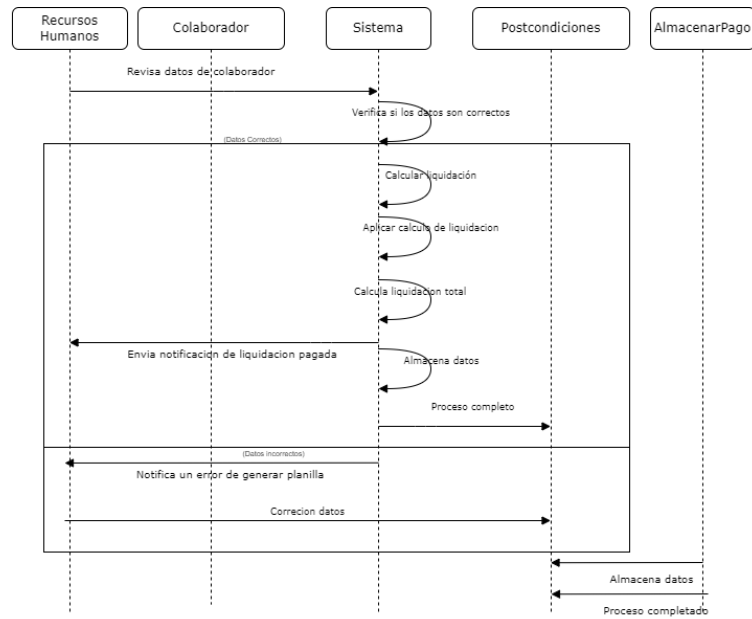 Recursos
Humanos
Colaborador
Sistema
Postcondiciones
AlmacenarPago
Revisa datos de colaborador
Verifica si los datos son correctos
(Datos Correctos)
Calcular liquidación
Aplicar calculo de liquidacion
Calcula liquidacion total
Envia notificacion de liquidacion pagada
Almacena datos
Proceso completo
(Datos incorrectos)
Notifica un error de generar planilla
Correcion datos
Almacena datos
Proceso completado